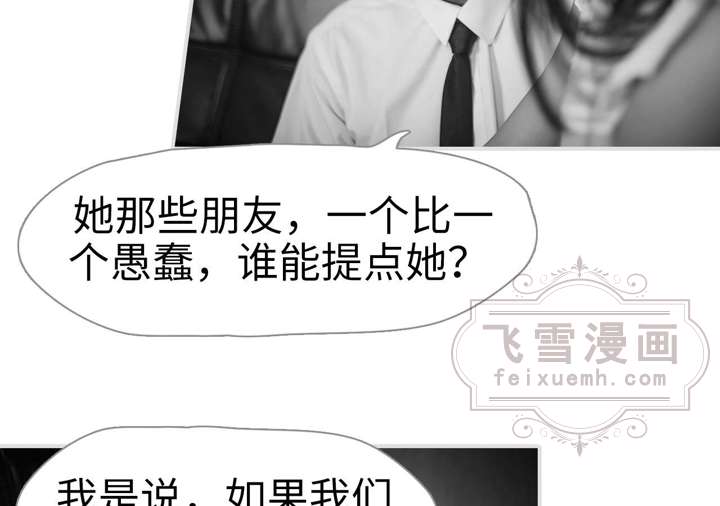 她那些朋友，一个比一
个愚蠢，谁能提点她？
飞雪漫画
feixuemh.com
我是说，如果我们